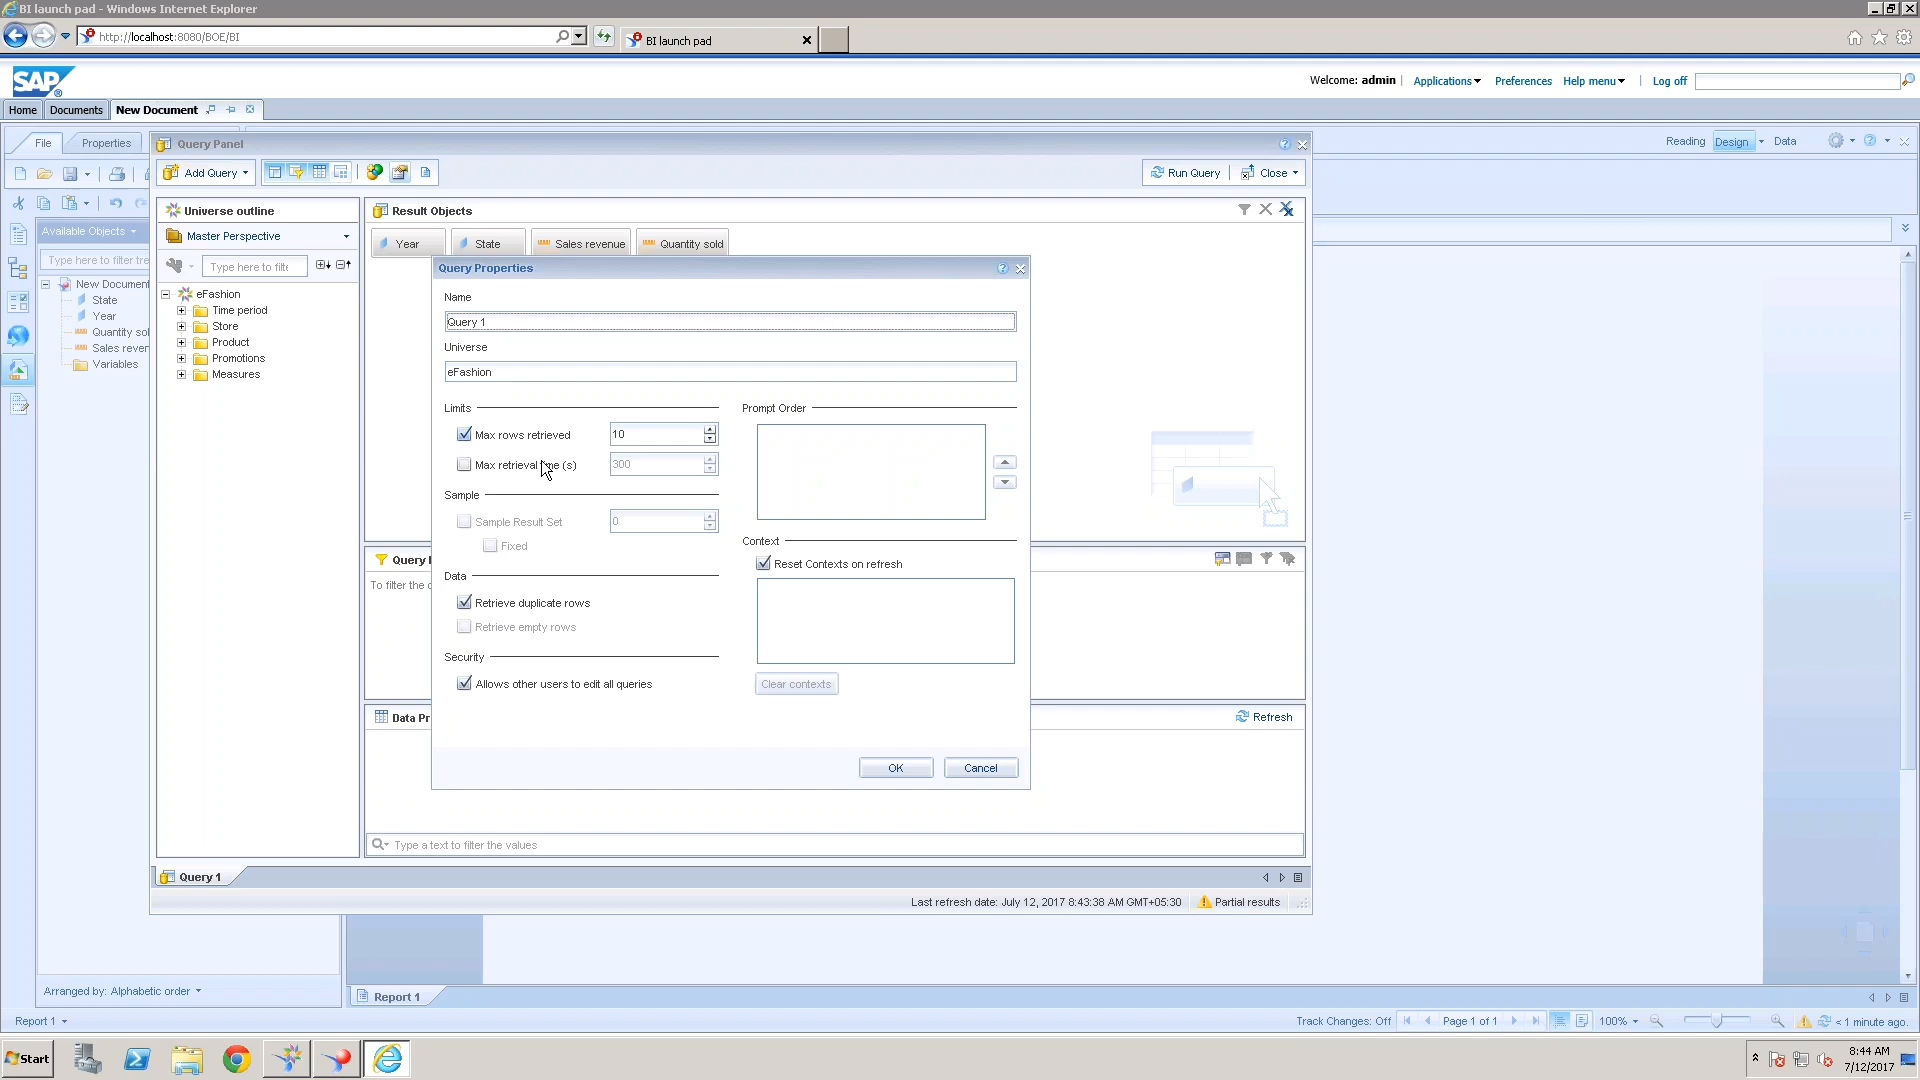 BI launch pad - Windows Internet Explorer
http://localhost:8080/BOE/BI
BI launch pad
SAP
Welcome: admin
Applications
Preferences
Help menu
Log off
Home
Documents
New Document
File
Properties
Query Panel
Reading
Design
Data
Add Query
Run Query
Close
Universe outline
Result Objects
Available Objects
Master Perspective
Year
State
Sales revenue
Quantity sold
Type here to filter tre
Type here to filte
Query Properties
New Document
State
Year
Quantity sol
Sales reven
Variables
eFashion
Time period
Store
Product
Promotions
Measures
Name
Query 1
Universe
eFashion
Limits
Max rows retrieved
10
Max retrieval time (s)
300
Sample
Sample Result Set
0
Fixed
Data
Retrieve duplicate rows
Retrieve empty rows
Security
Allows other users to edit all queries
Prompt Order
Context
Reset Contexts on refresh
Clear contexts
OK
Cancel
Query
To filter the
Data Pr
Refresh
Type a text to filter the values
Query 1
Last refresh date: July 12, 2017 8:43:38 AM GMT+05:30
Partial results
Arranged by: Alphabetic order
Report 1
Report 1
Track Changes: Off
Page 1 of 1
100%
< 1 minute ago.
Start
8:44 AM
7/12/2017